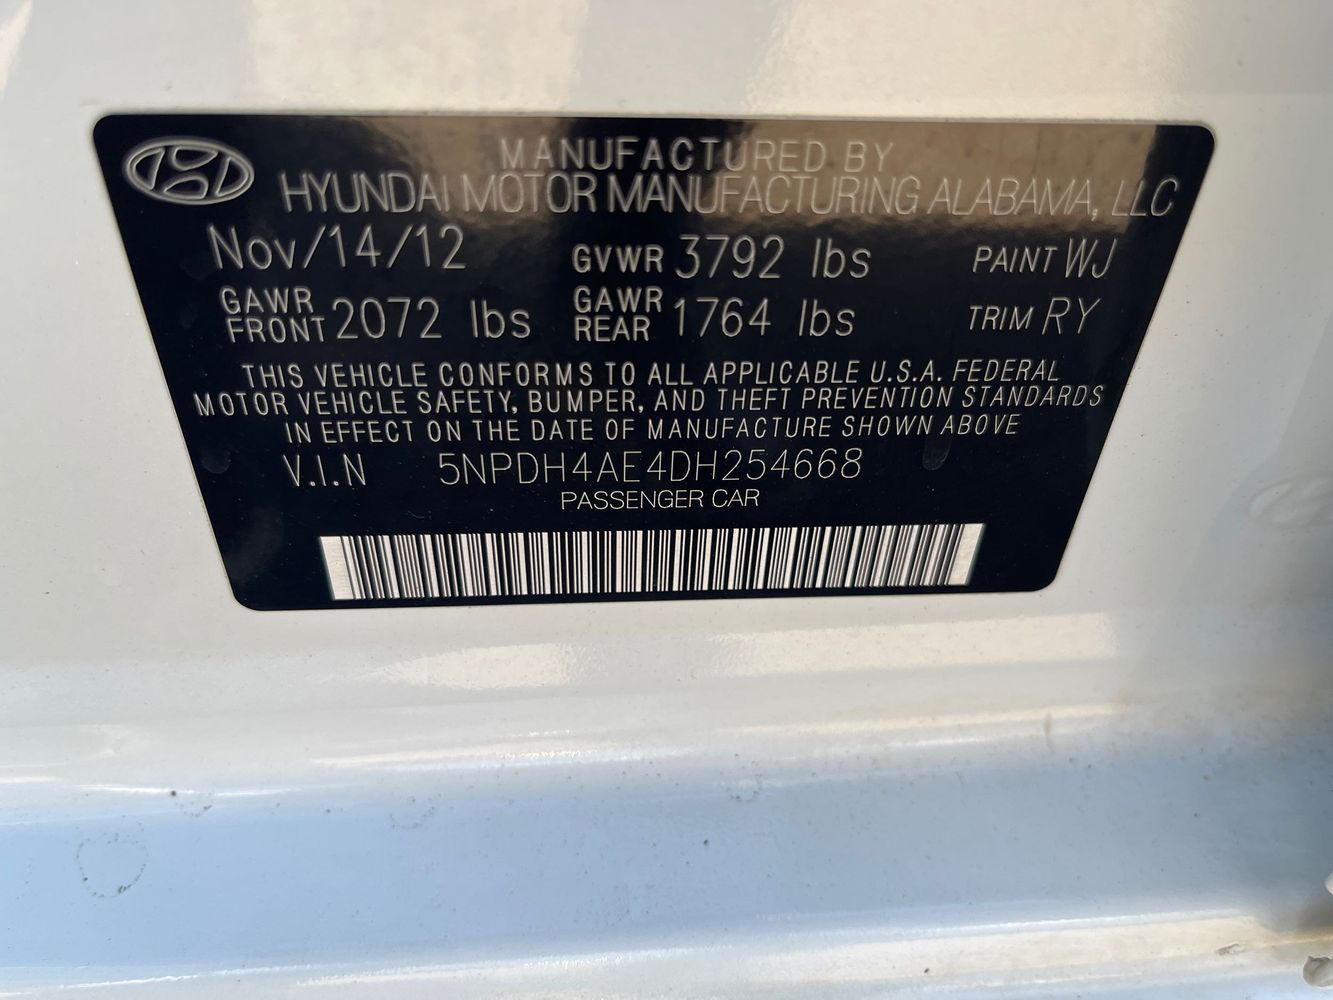 MANUFACTURED BY
HYUNDAI MOTOR MANUFACTURING ALABAMA, LLC
Nov/14/12 GVWR 3792 lbs PAINT WJ
GAWR FRONT 2072 lbs GAWR REAR 1764 lbs TRIM RY
THIS VEHICLE CONFORMS TO ALL APPLICABLE U.S.A. FEDERAL
MOTOR VEHICLE SAFETY, BUMPER, AND THEFT PREVENTION STANDARDS
IN EFFECT ON THE DATE OF MANUFACTURE SHOWN ABOVE
V.I.N 5NPDH4AE4DH254668
PASSENGER CAR